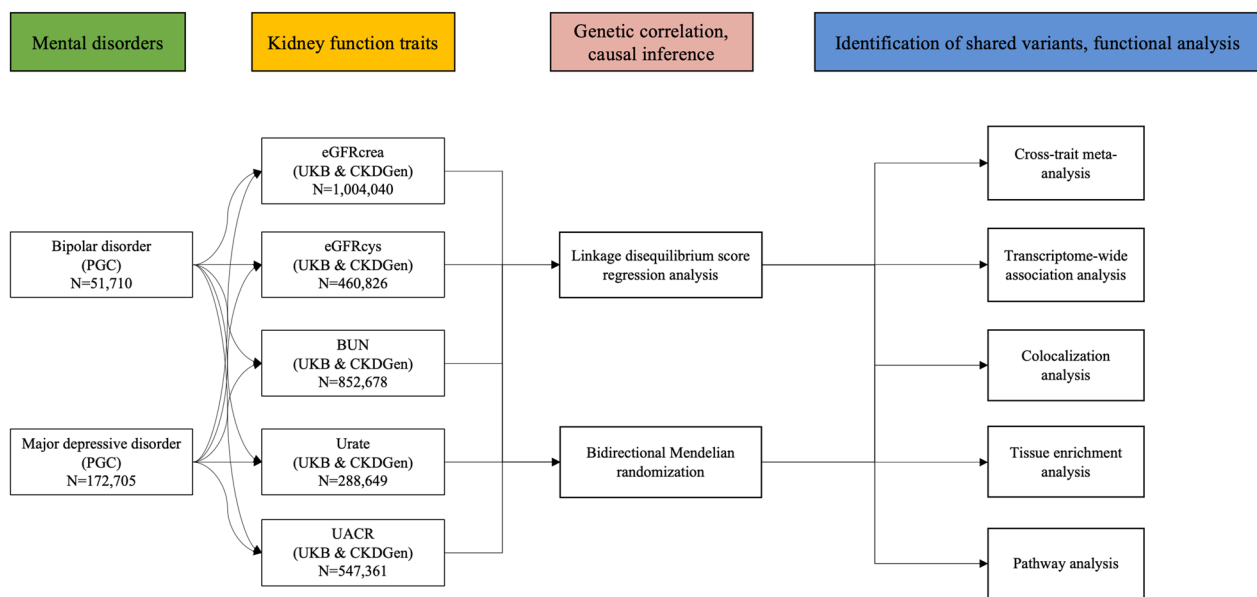 Mental disorders
Kidney function traits
Genetic correlation,
causal inference
Identification of shared variants, functional analysis
Bipolar disorder
(PGC)
N=51,710
Major depressive disorder
(PGC)
N=172,705
eGFRcrea
(UKB & CKDGen)
N=1,004,040
eGFRcys
(UKB & CKDGen)
N=460,826
BUN
(UKB & CKDGen)
N=852,678
Urate
(UKB & CKDGen)
N=288,649
UACR
(UKB & CKDGen)
N=547,361
Linkage disequilibrium score
regression analysis
Bidirectional Mendelian
randomization
Cross-trait meta-
analysis
Transcriptome-wide
association analysis
Colocalization
analysis
Tissue enrichment
analysis
Pathway analysis